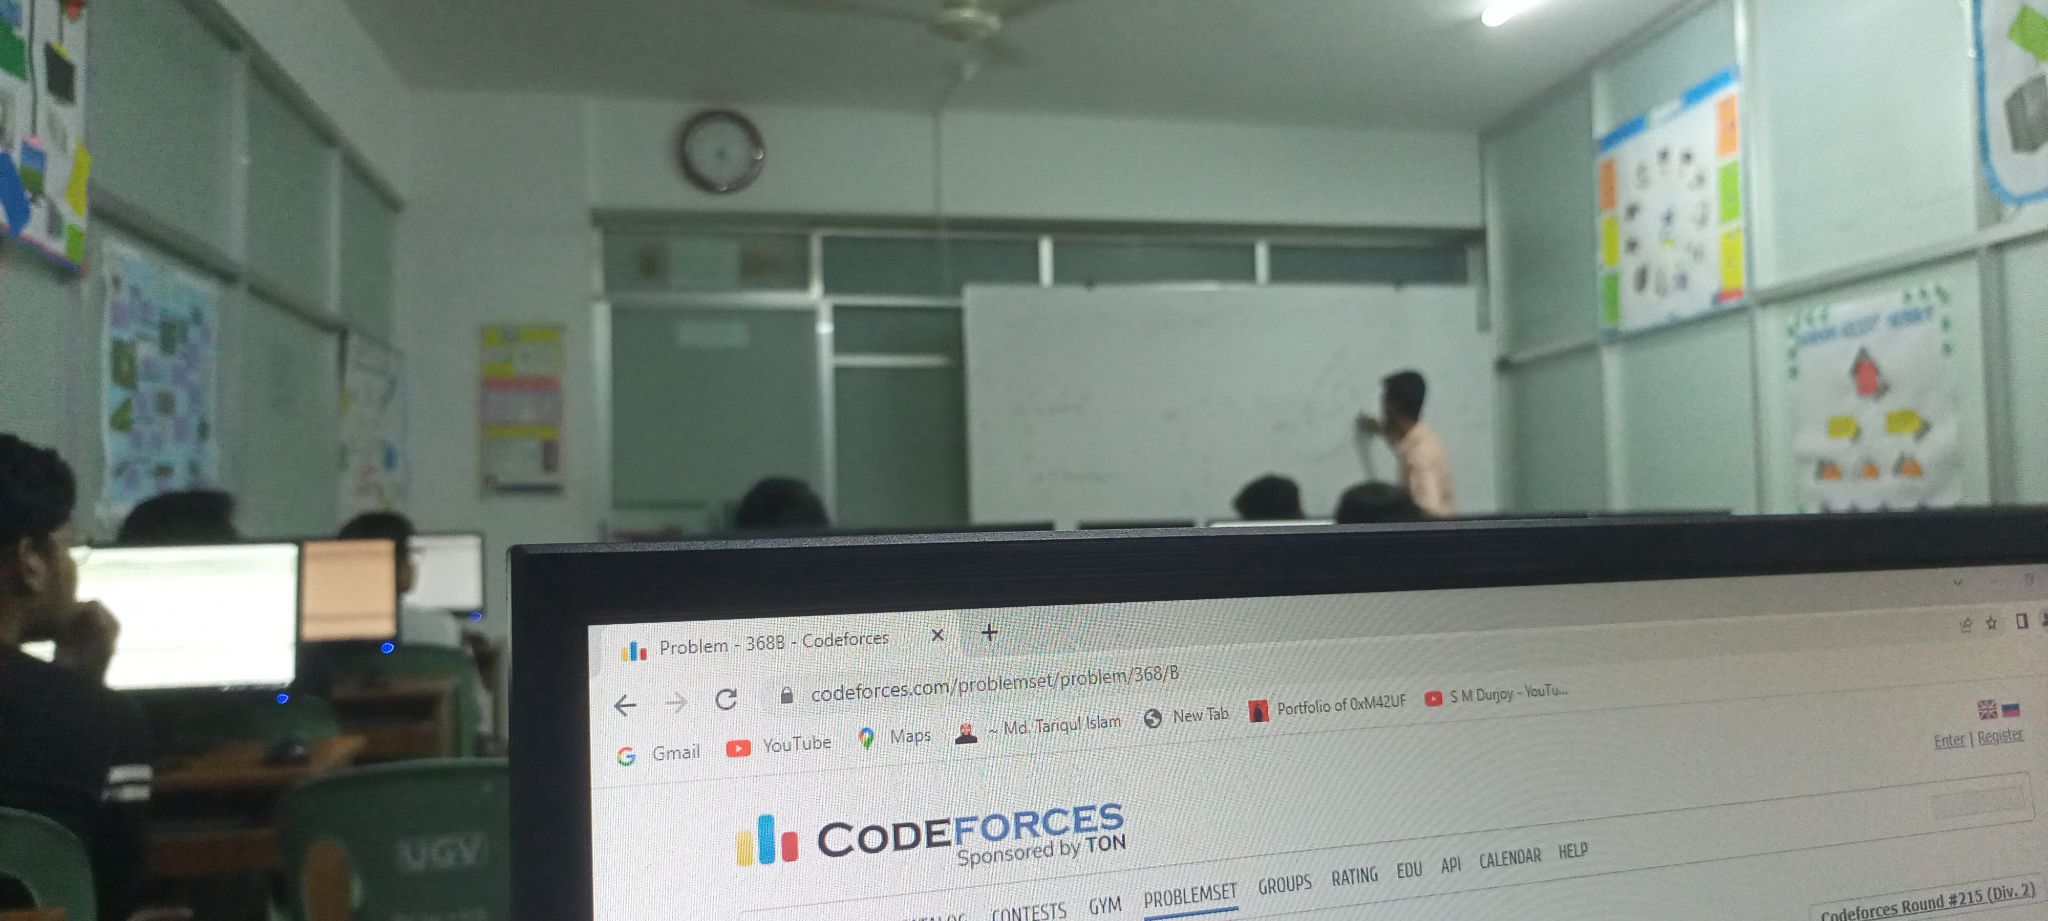 Problem - 368B - Codeforces
codeforces.com/problemset/problem/368/B
Gmail YouTube Maps ~ Md. Tariqul Islam New Tab Portfolio of 0xM42UF S M Durjoy - YouTu...
Enter | Register
CODEFORCES
Sponsored by TON
CONTESTS GYM PROBLEMSET GROUPS RATING EDU API CALENDAR HELP
Codeforces Round #215 (Div. 2)
UGV